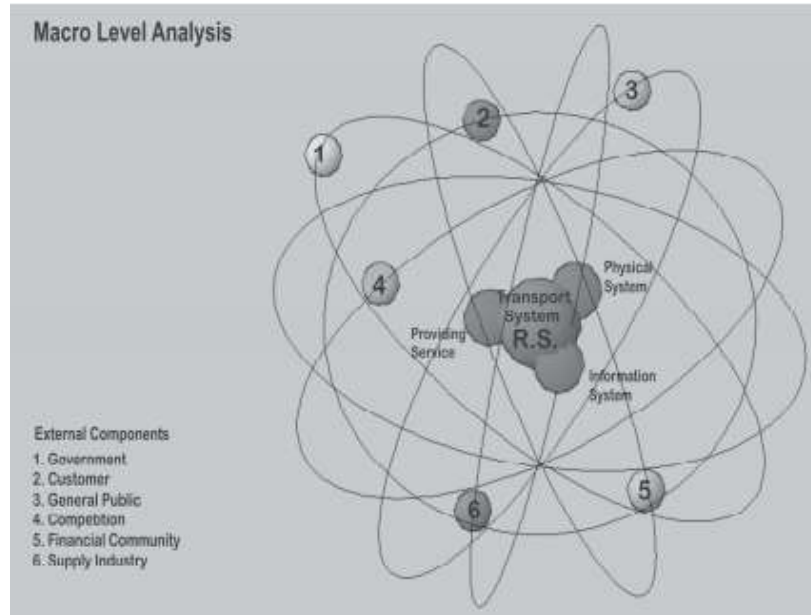 Macro Level Analysis
1
2
3
4
Physical
System
Transport
System
R.S.
Providing
Service
Information
System
5
6
External Components
1. Government
2. Customer
3. General Public
4. Competition
5. Financial Community
6. Supply Industry